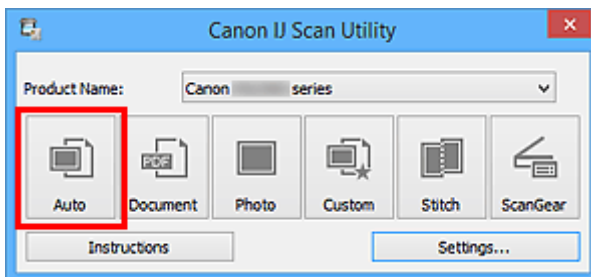 Canon IJ Scan Utility
Product Name: Canon series
PDF
Auto Document Photo Custom Stitch ScanGear
Instructions Settings...